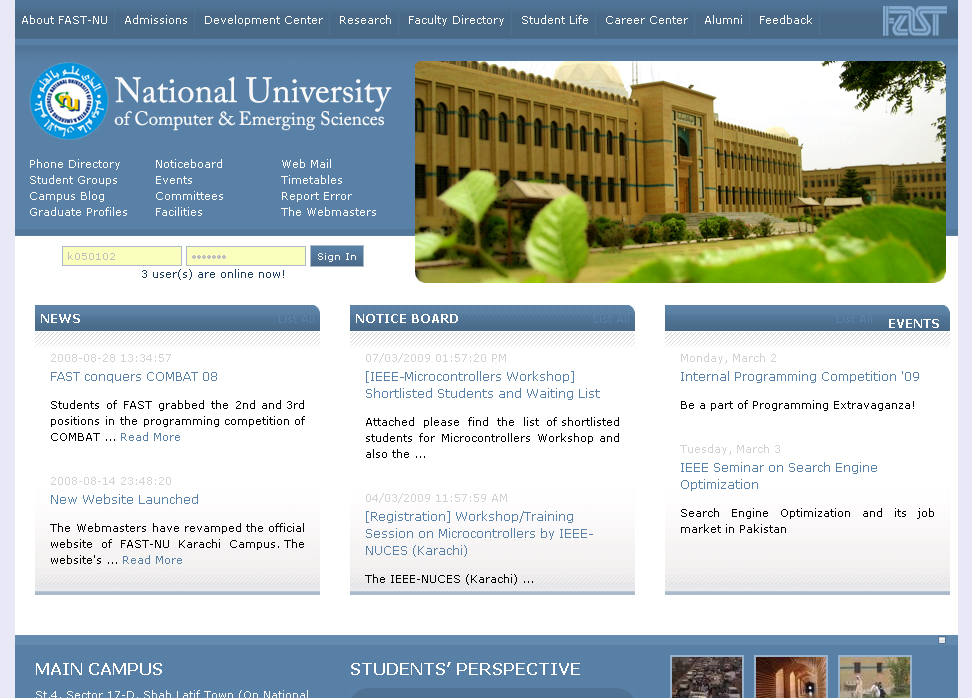 About FAST-NU Admissions Development Center Research Faculty Directory Student Life Career Center Alumni Feedback FAST
National University
of Computer & Emerging Sciences
Phone Directory Noticeboard Web Mail
Student Groups Events Timetables
Campus Blog Committees Report Error
Graduate Profiles Facilities The Webmasters
k050102 ••••••• Sign In
3 user(s) are online now!
NEWS List All
2008-08-28 13:34:57
FAST conquers COMBAT 08
Students of FAST grabbed the 2nd and 3rd
positions in the programming competition of
COMBAT ... Read More
2008-08-14 23:48:20
New Website Launched
The Webmasters have revamped the official
website of FAST-NU Karachi Campus. The
website's ... Read More
NOTICE BOARD List All
07/03/2009 01:57:20 PM
[IEEE-Microcontrollers Workshop]
Shortlisted Students and Waiting List
Attached please find the list of shortlisted
students for Microcontrollers Workshop and
also the ...
04/03/2009 11:57:59 AM
[Registration] Workshop/Training
Session on Microcontrollers by IEEE-
NUCES (Karachi)
The IEEE-NUCES (Karachi) ...
List All EVENTS
Monday, March 2
Internal Programming Competition '09
Be a part of Programming Extravaganza!
Tuesday, March 3
IEEE Seminar on Search Engine
Optimization
Search Engine Optimization and its job
market in Pakistan
MAIN CAMPUS
St.4, Sector 17-D, Shah Latif Town (On National
STUDENTS' PERSPECTIVE